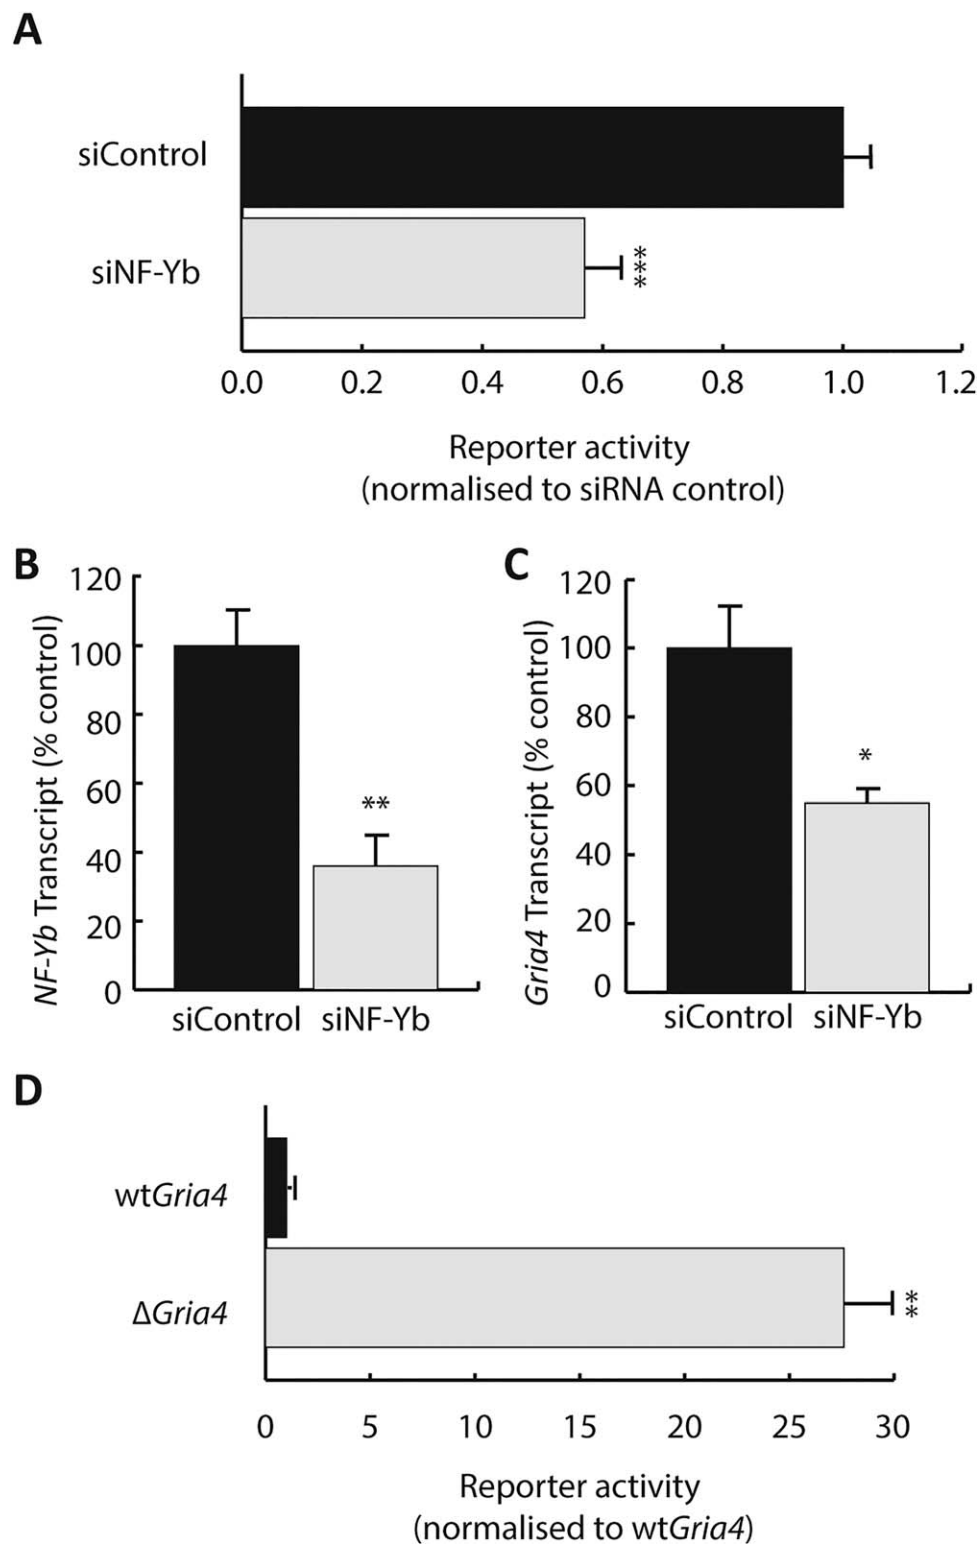 A
siControl
siNF-Yb
***
0.0 0.2 0.4 0.6 0.8 1.0 1.2
Reporter activity
(normalised to siRNA control)
B
NF-Yb Transcript (% control)
120
100
80
60
40
20
0
**
siControl siNF-Yb
C
Gria4 Transcript (% control)
120
100
80
60
40
20
0
*
siControl siNF-Yb
D
wtGria4
ΔGria4
**
0 5 10 15 20 25 30
Reporter activity
(normalised to wtGria4)